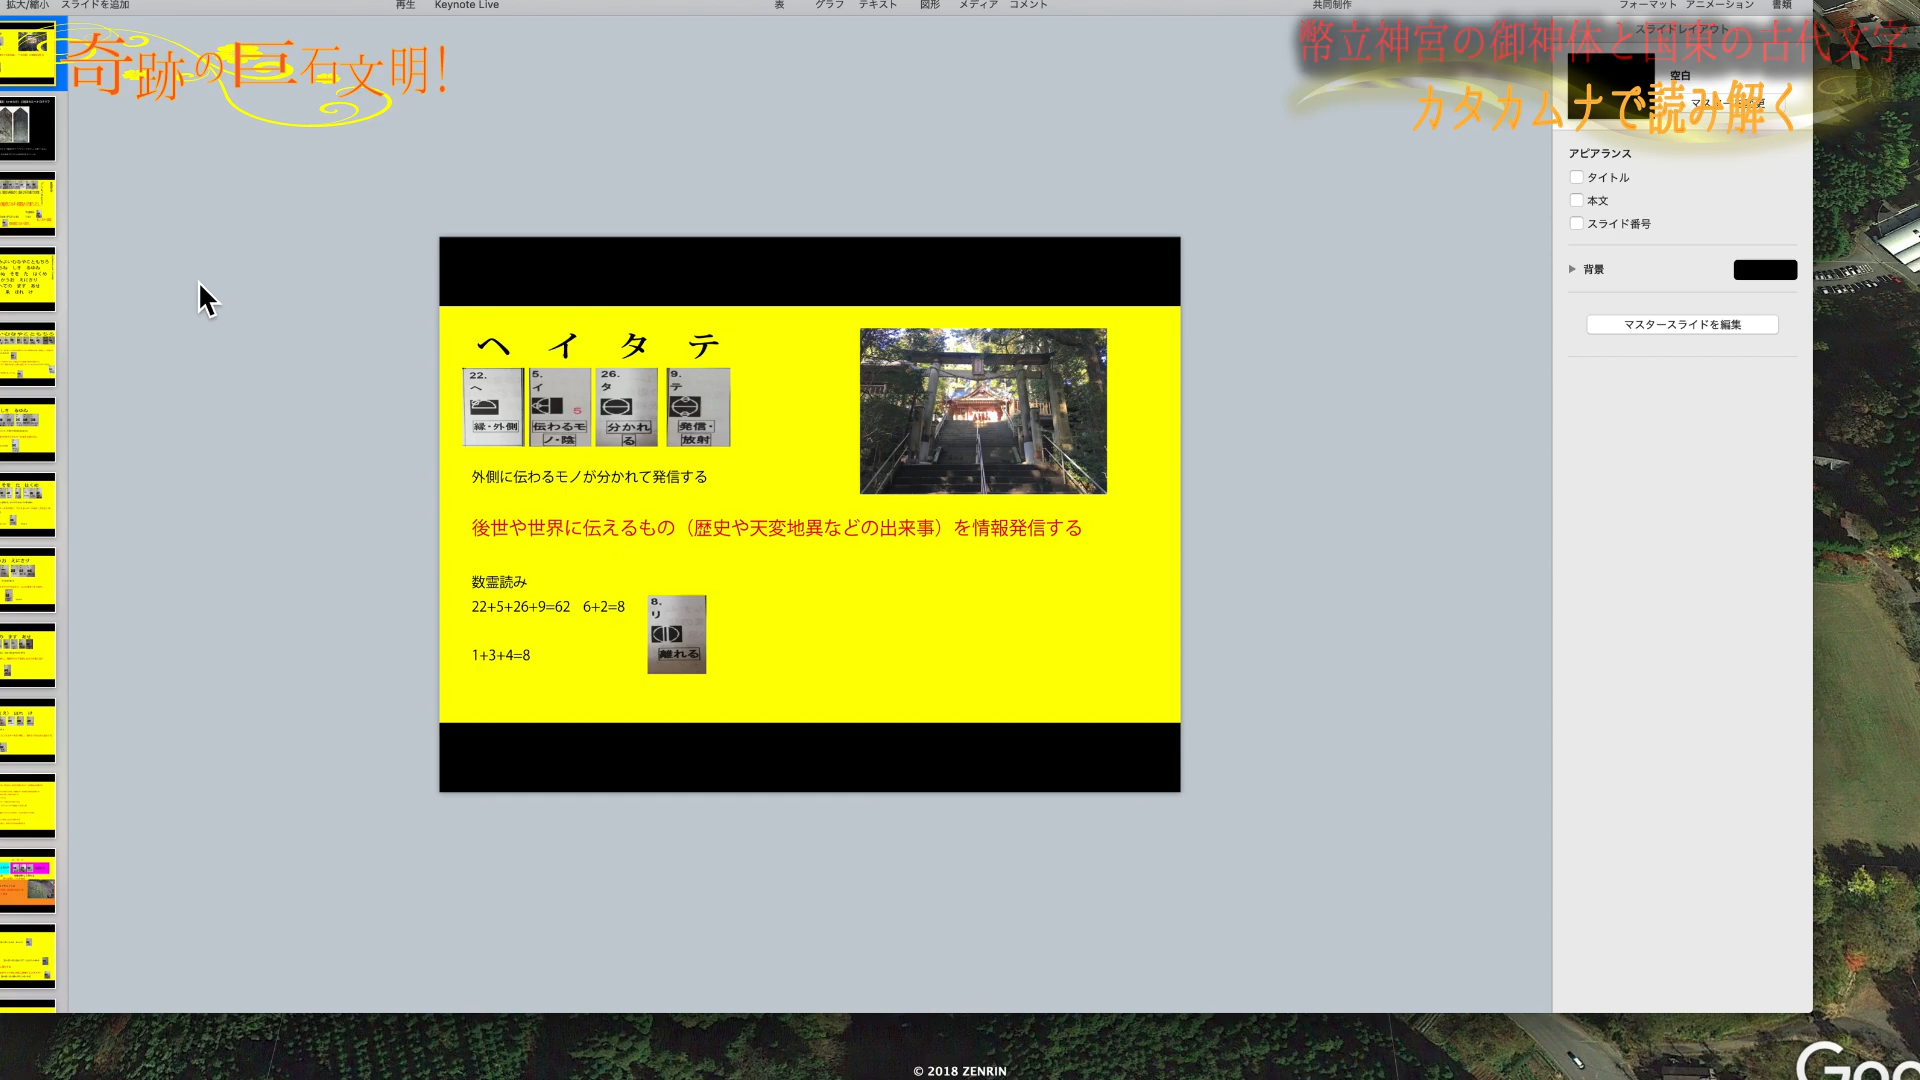 拡大/縮小 スライドを追加 再生 Keynote Live 表 グラフ テキスト 図形 メディア コメント 共同制作 フォーマット アニメーション 書類
奇跡の巨石文明!
幣立神宮の御神体と国東の古代文字
カタカムナで読み解く
スライドレイアウト
空白
アピアランス
タイトル
本文
スライド番号
背景
マスタースライドを編集
ヘ イ タ テ
22. 5. 26. 9.
ヘ イ タ テ
5
縁・外側 伝わるモノ・陰 分かれる 発信・放射
外側に伝わるモノが分かれて発信する
後世や世界に伝えるもの（歴史や天変地異などの出来事）を情報発信する
数霊読み
22+5+26+9=62 6+2=8
1+3+4=8
8.
リ
離れる
© 2018 ZENRIN